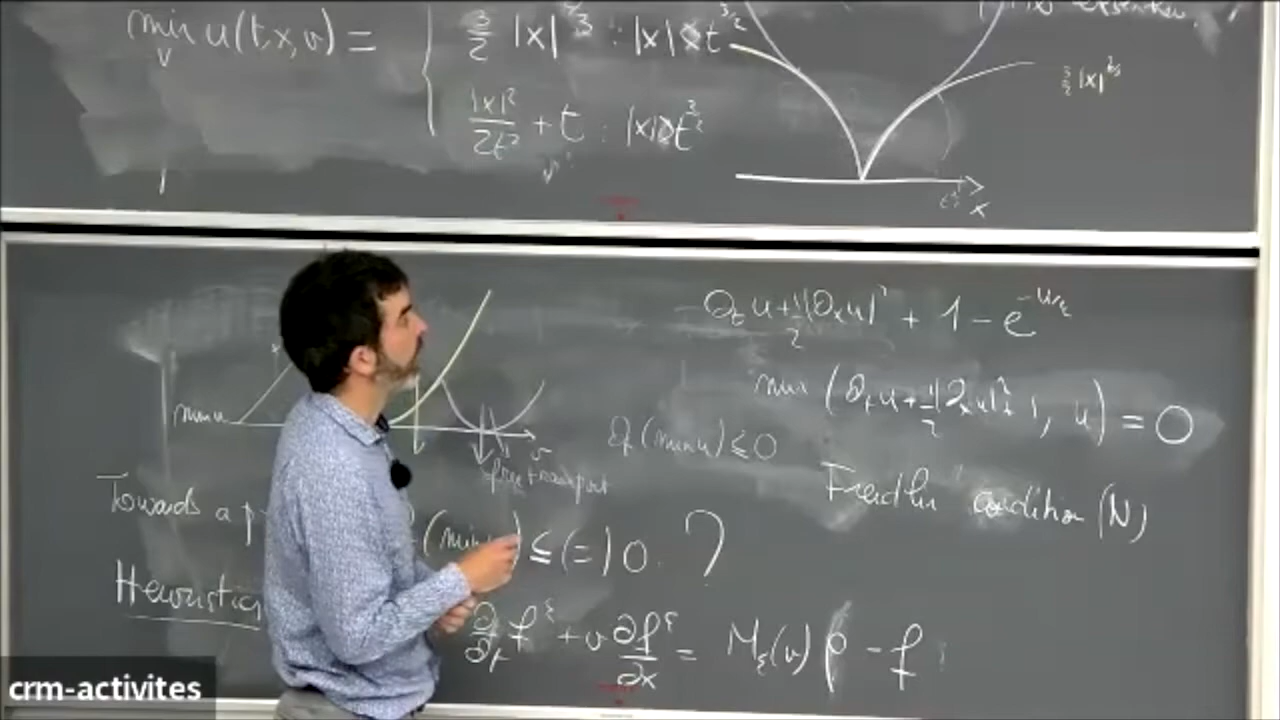 min_v u(t,x,v) = { 3/2 |x|^{2/3} : |x| < t^{3/2}
|x|²/2t² + t : |x| > t^{3/2}
3/2 |x|^{2/3}
x
∂_t u + 1/2 |∂_x u|² + 1 - e^{-u/ε}
min (∂_t u + 1/2 |∂_x u|² + 1, u) = 0
min u
v
∂_t (min u) ≤ 0
free transport
Freidlin condition (N)
Towards a p
(min u) ≤ (=) 0 ?
Heuristics
∂/∂t f^ε + v ∂f^ε/∂x = M_ε(v) ρ - f
crm-activites